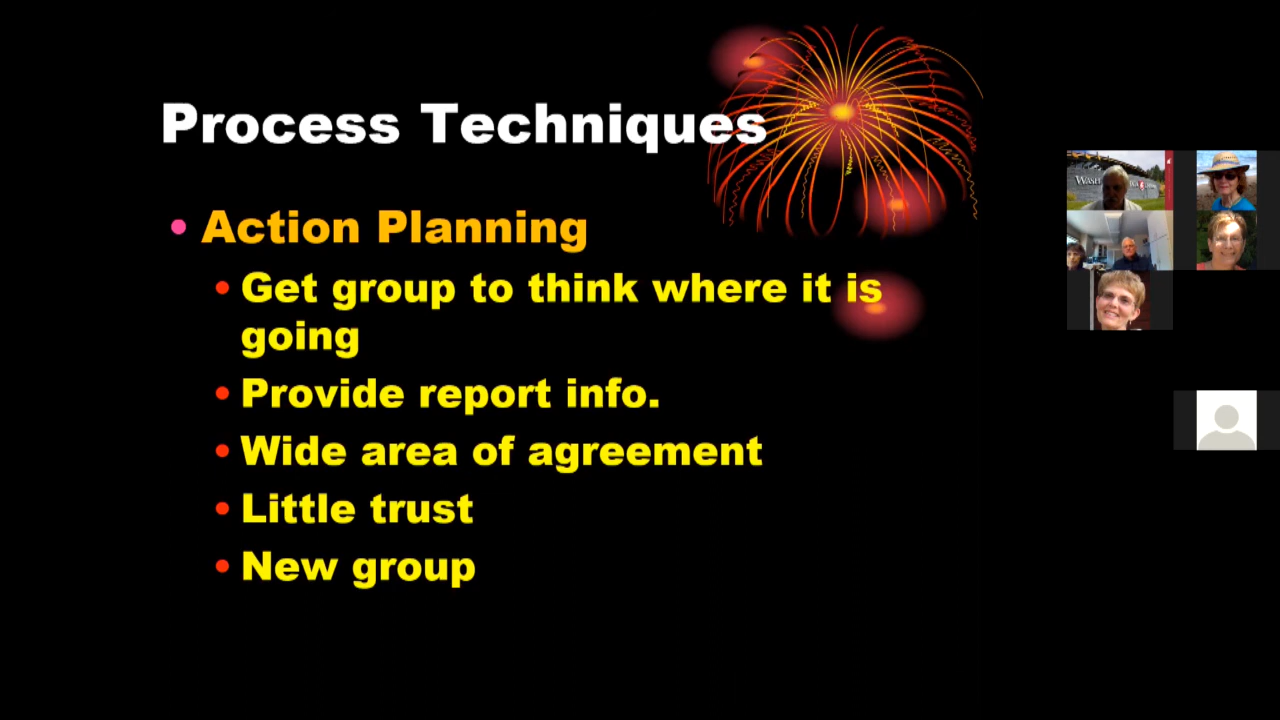 Process Techniques
Action Planning
Get group to think where it is
going
Provide report info.
Wide area of agreement
Little trust
New group